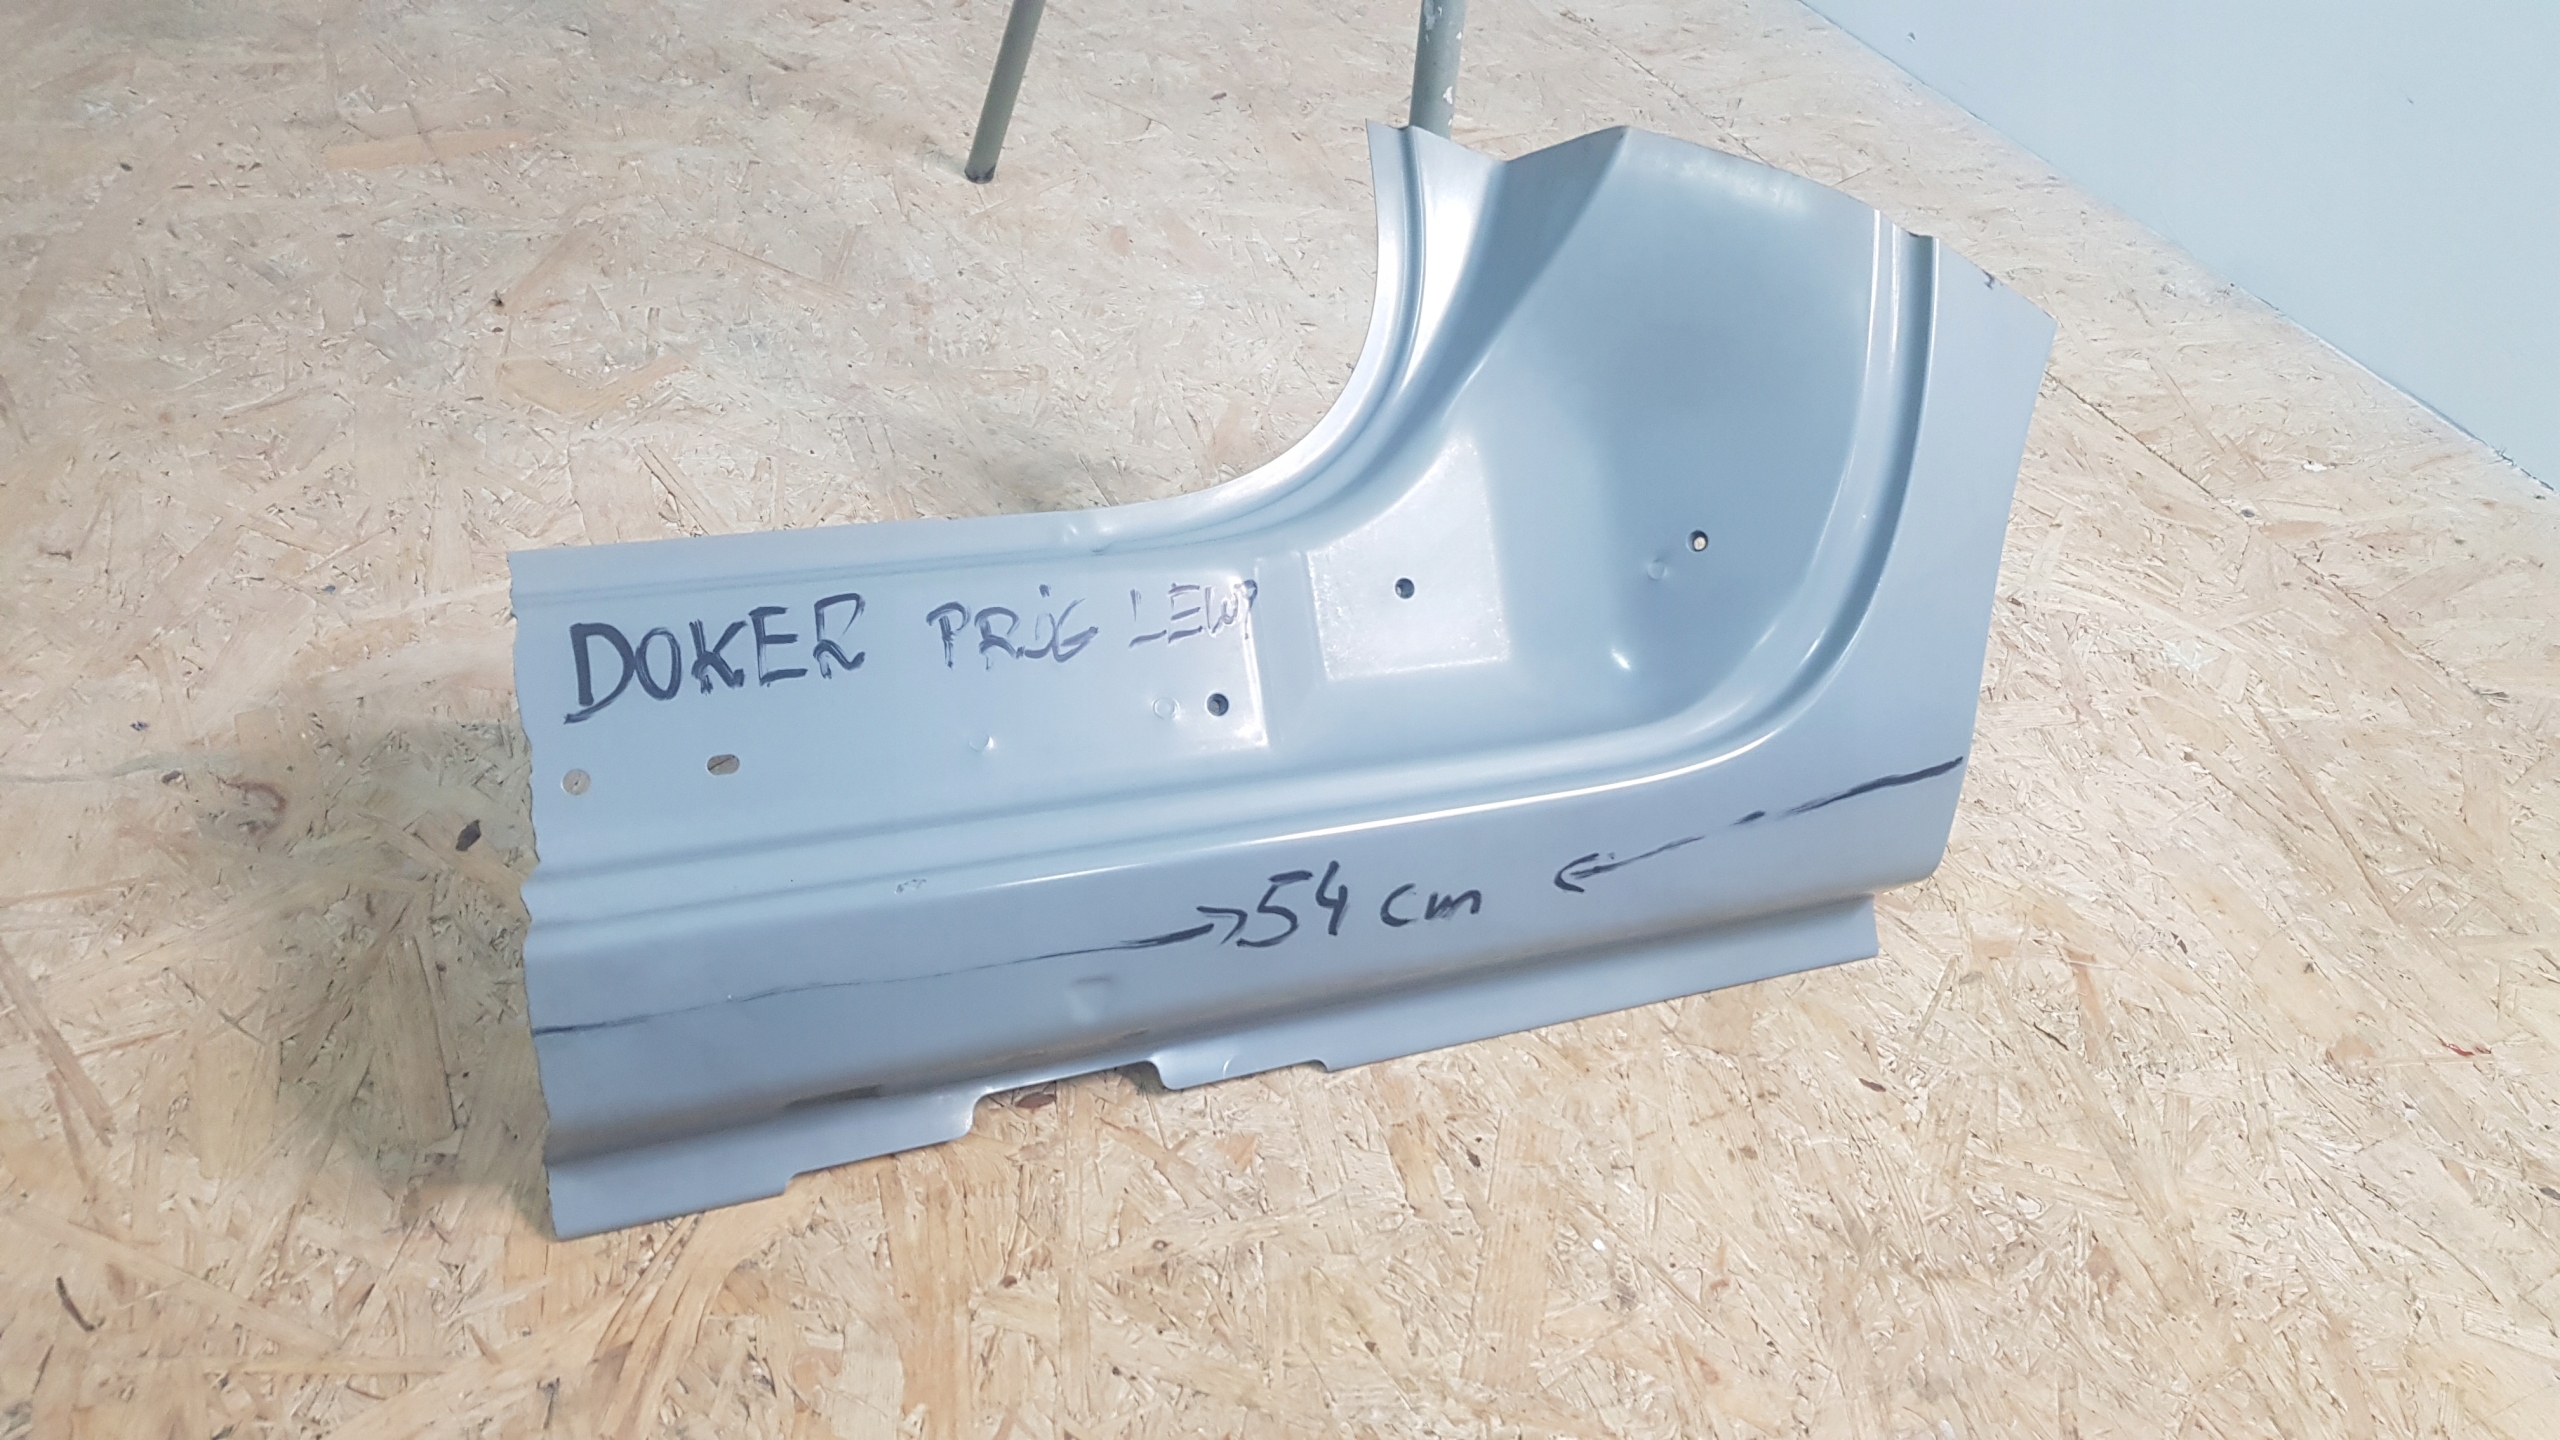 DOKER PRÓG LEWY
→54 cm ←